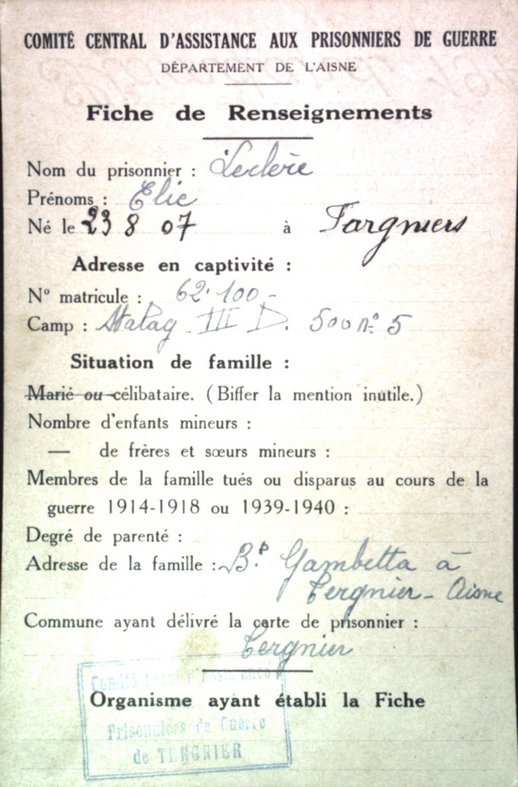 COMITÉ CENTRAL D'ASSISTANCE AUX PRISONNIERS DE GUERRE
DÉPARTEMENT DE L'AISNE
Fiche de Renseignements
Nom du prisonnier : Leclère
Prénoms : Elie
Né le 23 8 07 à Fargniers
Adresse en captivité :
N° matricule : 62.100-
Camp : Stalag III D. 500 n° 5
Situation de famille :
Marié ou célibataire. (Biffer la mention inutile.)
Nombre d'enfants mineurs :
— de frères et sœurs mineurs :
Membres de la famille tués ou disparus au cours de la
guerre 1914-1918 ou 1939-1940 :
Degré de parenté :
Adresse de la famille : Bd Gambetta à
Tergnier - Aisne
Commune ayant délivré la carte de prisonnier :
Tergnier
Comité Local d'Assistance
Organisme ayant établi la Fiche
Prisonniers de Guerre
de TERGNIER